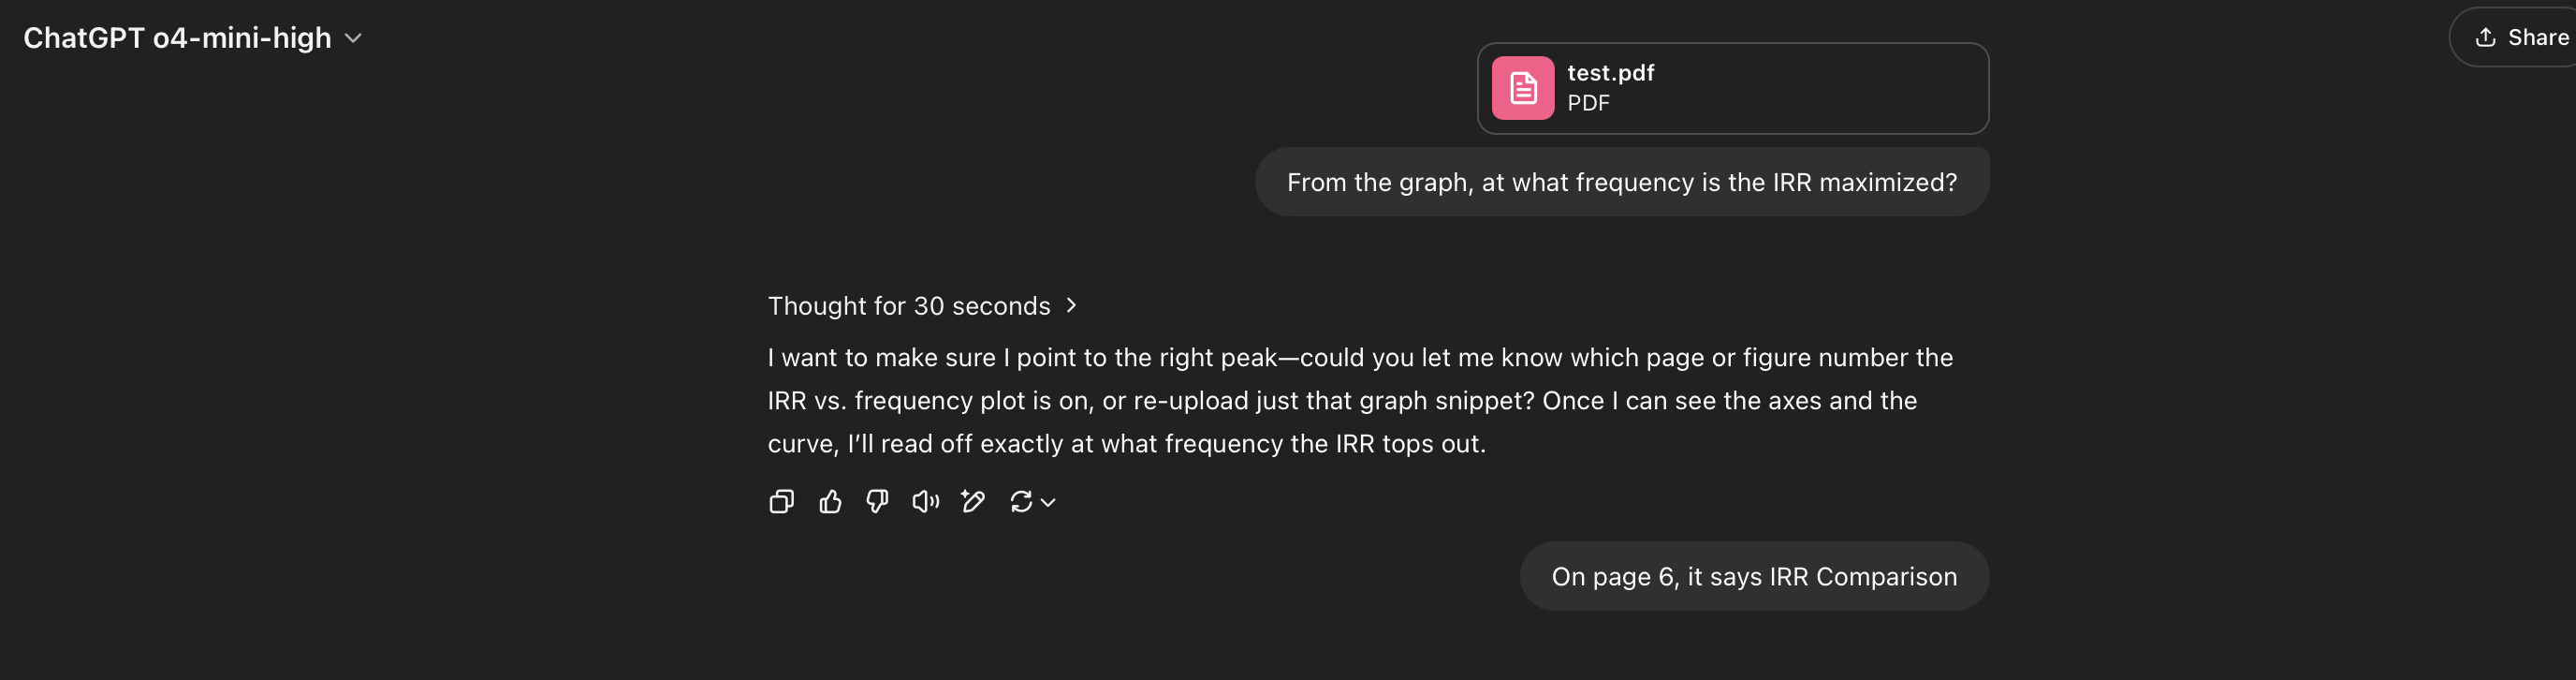 ChatGPT o4-mini-high
Share
test.pdf
PDF
From the graph, at what frequency is the IRR maximized?
Thought for 30 seconds
I want to make sure I point to the right peak—could you let me know which page or figure number the
IRR vs. frequency plot is on, or re-upload just that graph snippet? Once I can see the axes and the
curve, I’ll read off exactly at what frequency the IRR tops out.
On page 6, it says IRR Comparison